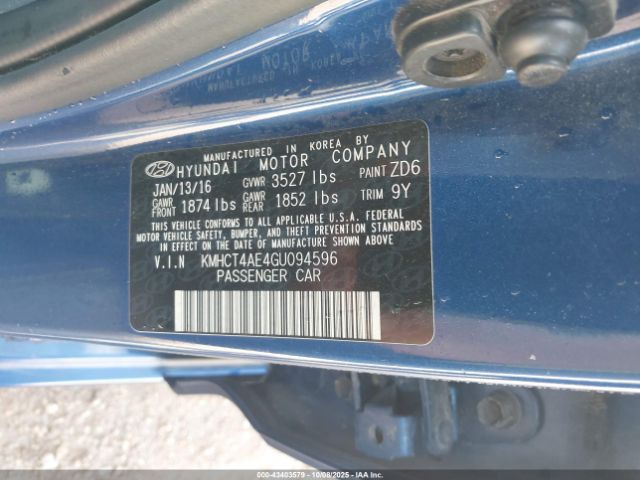 MANUFACTURED IN KOREA BY
HYUNDAI MOTOR COMPANY
JAN/13/16 GVWR 3527 lbs PAINT ZD6
GAWR FRONT 1874 lbs GAWR REAR 1852 lbs TRIM 9Y
THIS VEHICLE CONFORMS TO ALL APPLICABLE U.S.A. FEDERAL
MOTOR VEHICLE SAFETY, BUMPER, AND THEFT PREVENTION STANDARDS
IN EFFECT ON THE DATE OF MANUFACTURE SHOWN ABOVE.
V.I.N KMHCT4AE4GU094596
PASSENGER CAR
000-43403579 | 10/08/2025 | IAA Holdings, LLC